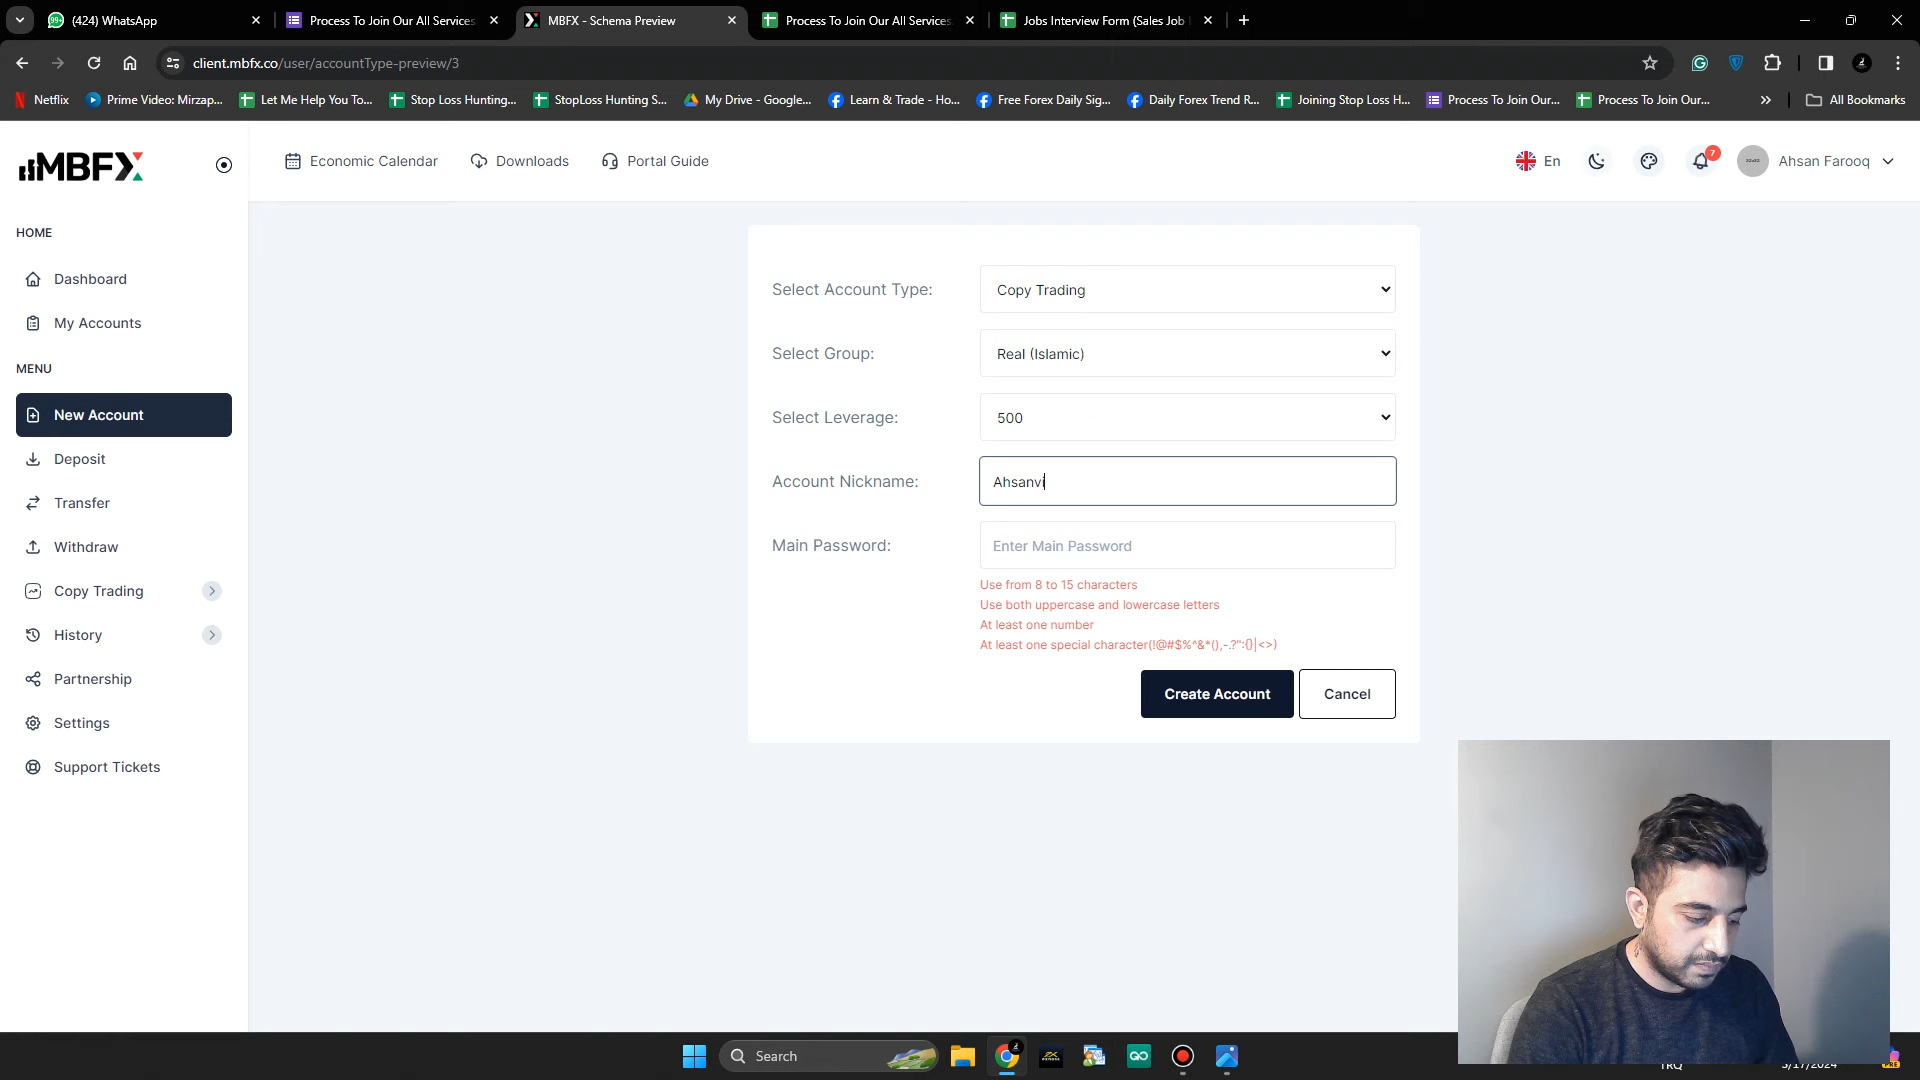 (424) WhatsApp
Process To Join Our All Services
MBFX - Schema Preview
Process To Join Our All Services
Jobs Interview Form (Sales Job
client.mbfx.co/user/accountType-preview/3
Netflix
Prime Video: Mirzap...
Let Me Help You To...
Stop Loss Hunting...
StopLoss Hunting S...
My Drive - Google...
Learn & Trade - Ho...
Free Forex Daily Sig...
Daily Forex Trend R...
Joining Stop Loss H...
Process To Join Our...
Process To Join Our...
All Bookmarks
MBFX
Economic Calendar
Downloads
Portal Guide
En
7
Ahsan Farooq
HOME
Dashboard
My Accounts
MENU
New Account
Deposit
Transfer
Withdraw
Copy Trading
History
Partnership
Settings
Support Tickets
Select Account Type:
Copy Trading
Select Group:
Real (Islamic)
Select Leverage:
500
Account Nickname:
Ahsanvi
Main Password:
Enter Main Password
Use from 8 to 15 characters
Use both uppercase and lowercase letters
At least one number
At least one special character(!@#$%^&*(),-.?":{}|<>)
Create Account
Cancel
Search
TRQ
5/17/2024